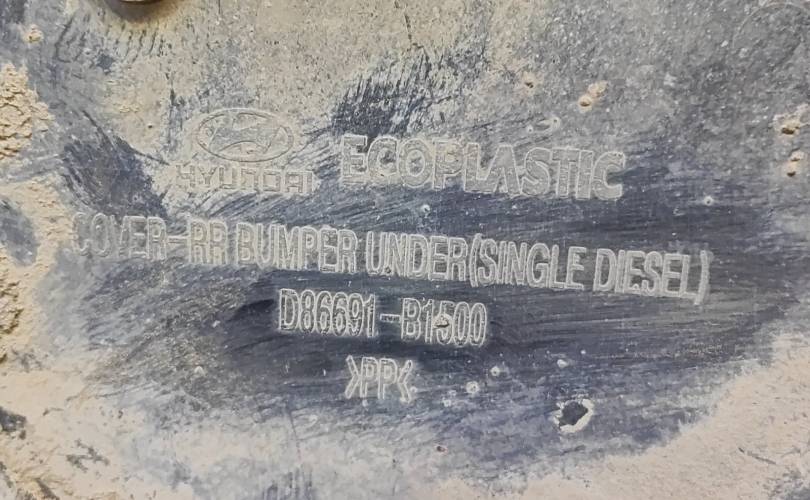 HYUNDAI ECOPLASTIC
COVER-RR BUMPER UNDER(SINGLE DIESEL)
D86691-B1500
>PP<